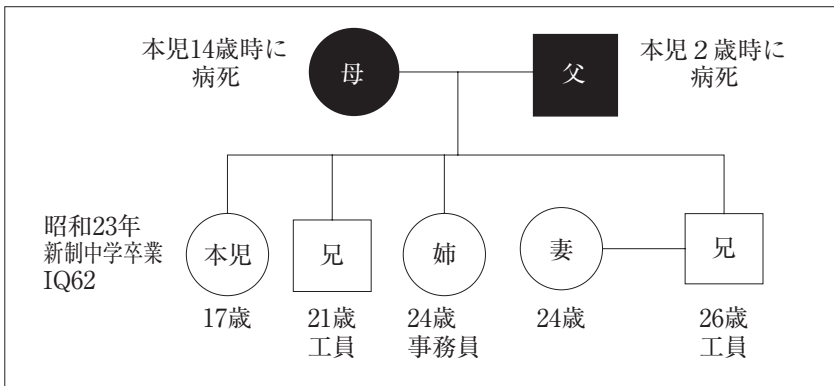 本児14歳時に
病死
母
父
本児2歳時に
病死
昭和23年
新制中学卒業
IQ62
本児
兄
姉
妻
兄
17歳
21歳
工員
24歳
事務員
24歳
26歳
工員